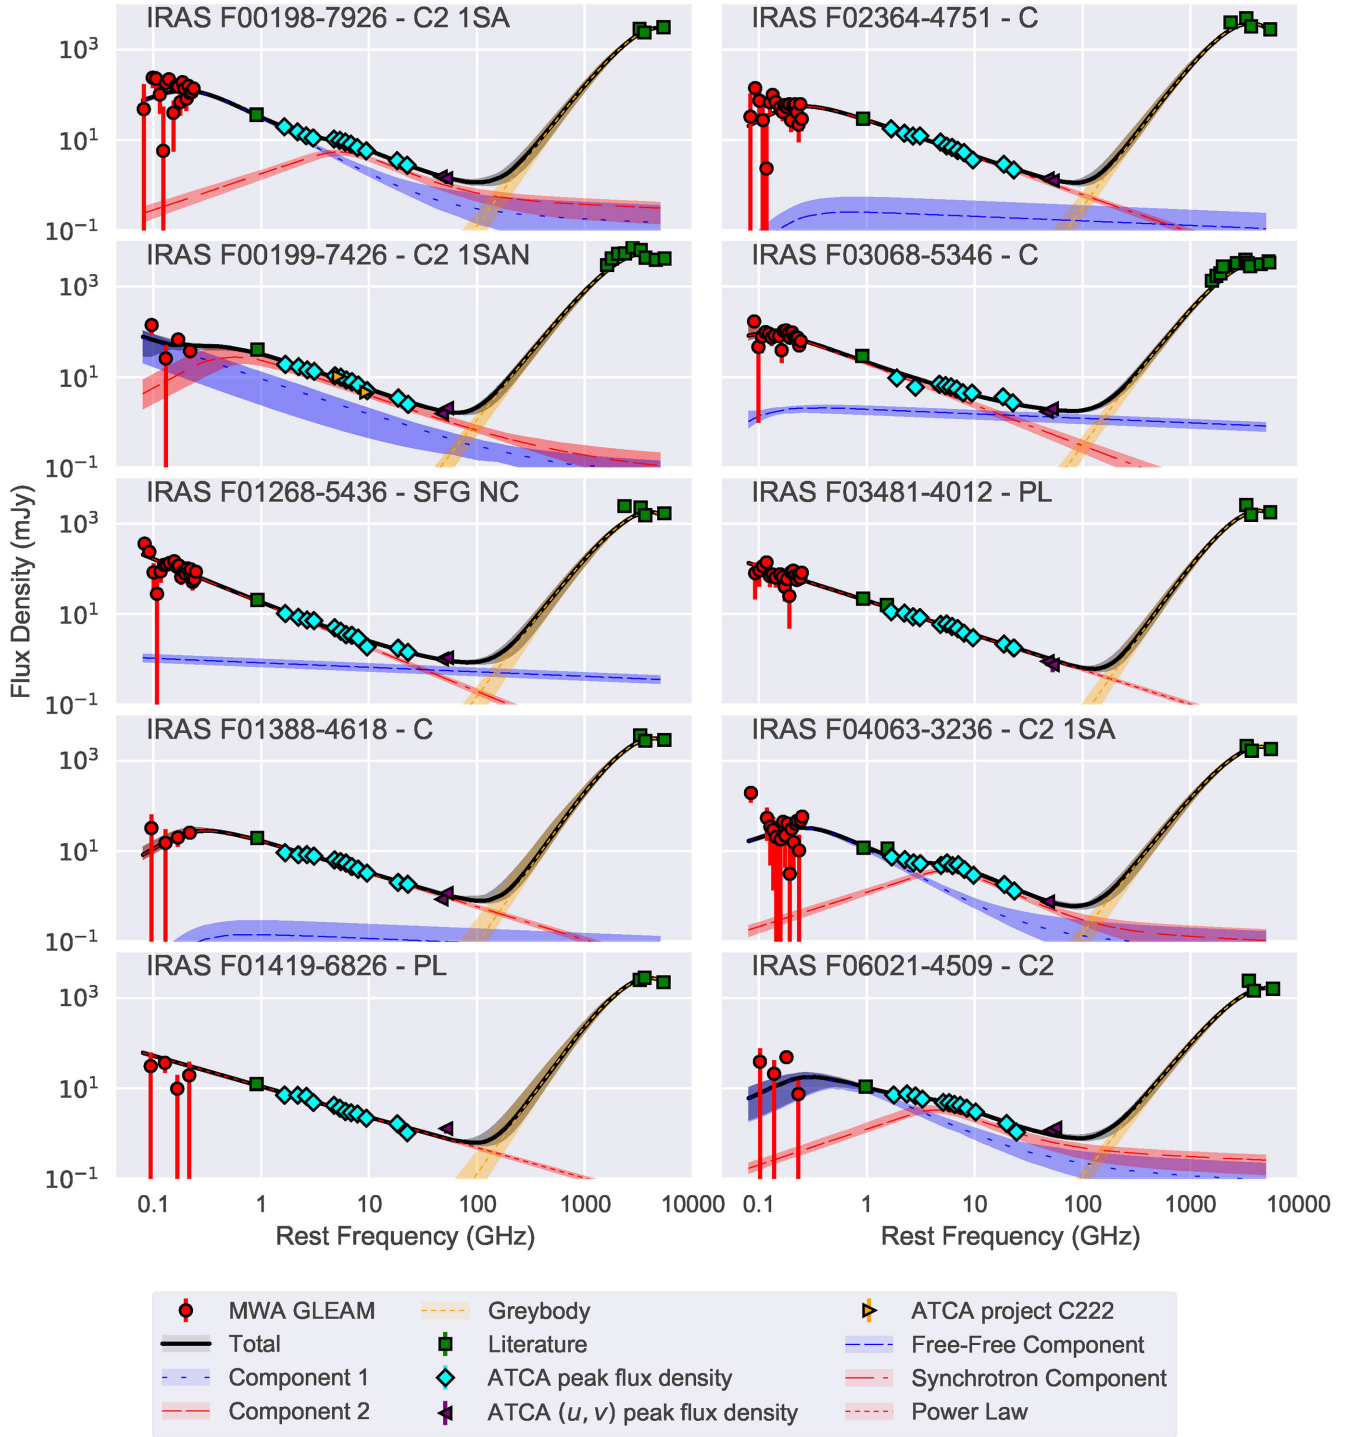 IRAS F00198-7926 - C2 1SA
IRAS F02364-4751 - C
10³
10¹
10⁻¹
IRAS F00199-7426 - C2 1SAN
IRAS F03068-5346 - C
10³
10¹
10⁻¹
IRAS F01268-5436 - SFG NC
IRAS F03481-4012 - PL
10³
10¹
10⁻¹
Flux Density (mJy)
IRAS F01388-4618 - C
IRAS F04063-3236 - C2 1SA
10³
10¹
10⁻¹
IRAS F01419-6826 - PL
IRAS F06021-4509 - C2
10³
10¹
10⁻¹
0.1 1 10 100 1000 10000
0.1 1 10 100 1000 10000
Rest Frequency (GHz)
Rest Frequency (GHz)
MWA GLEAM
Total
Component 1
Component 2
Greybody
Literature
ATCA peak flux density
ATCA (u, v) peak flux density
ATCA project C222
Free-Free Component
Synchrotron Component
Power Law